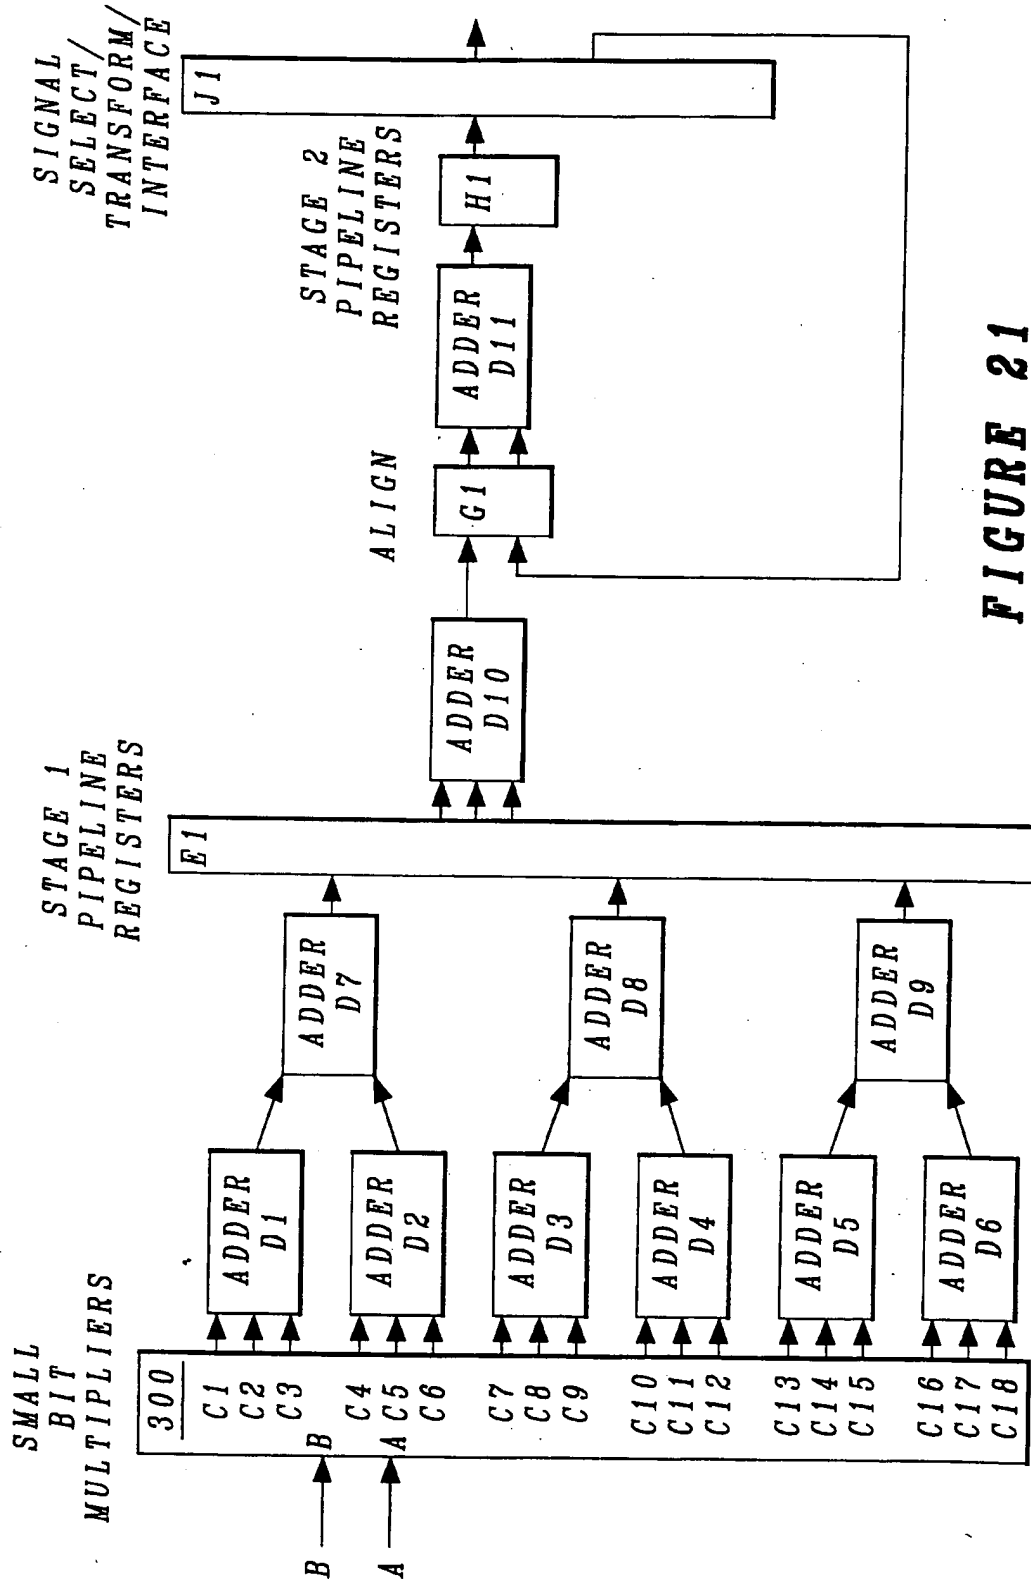 SMALL
BIT
MULTIPLIERS
STAGE 1
PIPELINE
REGISTERS
SIGNAL
SELECT/
TRANSFORM/
INTERFACE
300
C1
C2
C3
B
C4
C5
C6
A
C7
C8
C9
C10
C11
C12
C13
C14
C15
C16
C17
C18
B
A
ADDER
D1
ADDER
D2
ADDER
D3
ADDER
D4
ADDER
D5
ADDER
D6
ADDER
D7
ADDER
D8
ADDER
D9
E1
ADDER
D10
ALIGN
G1
ADDER
D11
STAGE 2
PIPELINE
REGISTERS
H1
J1
FIGURE 21